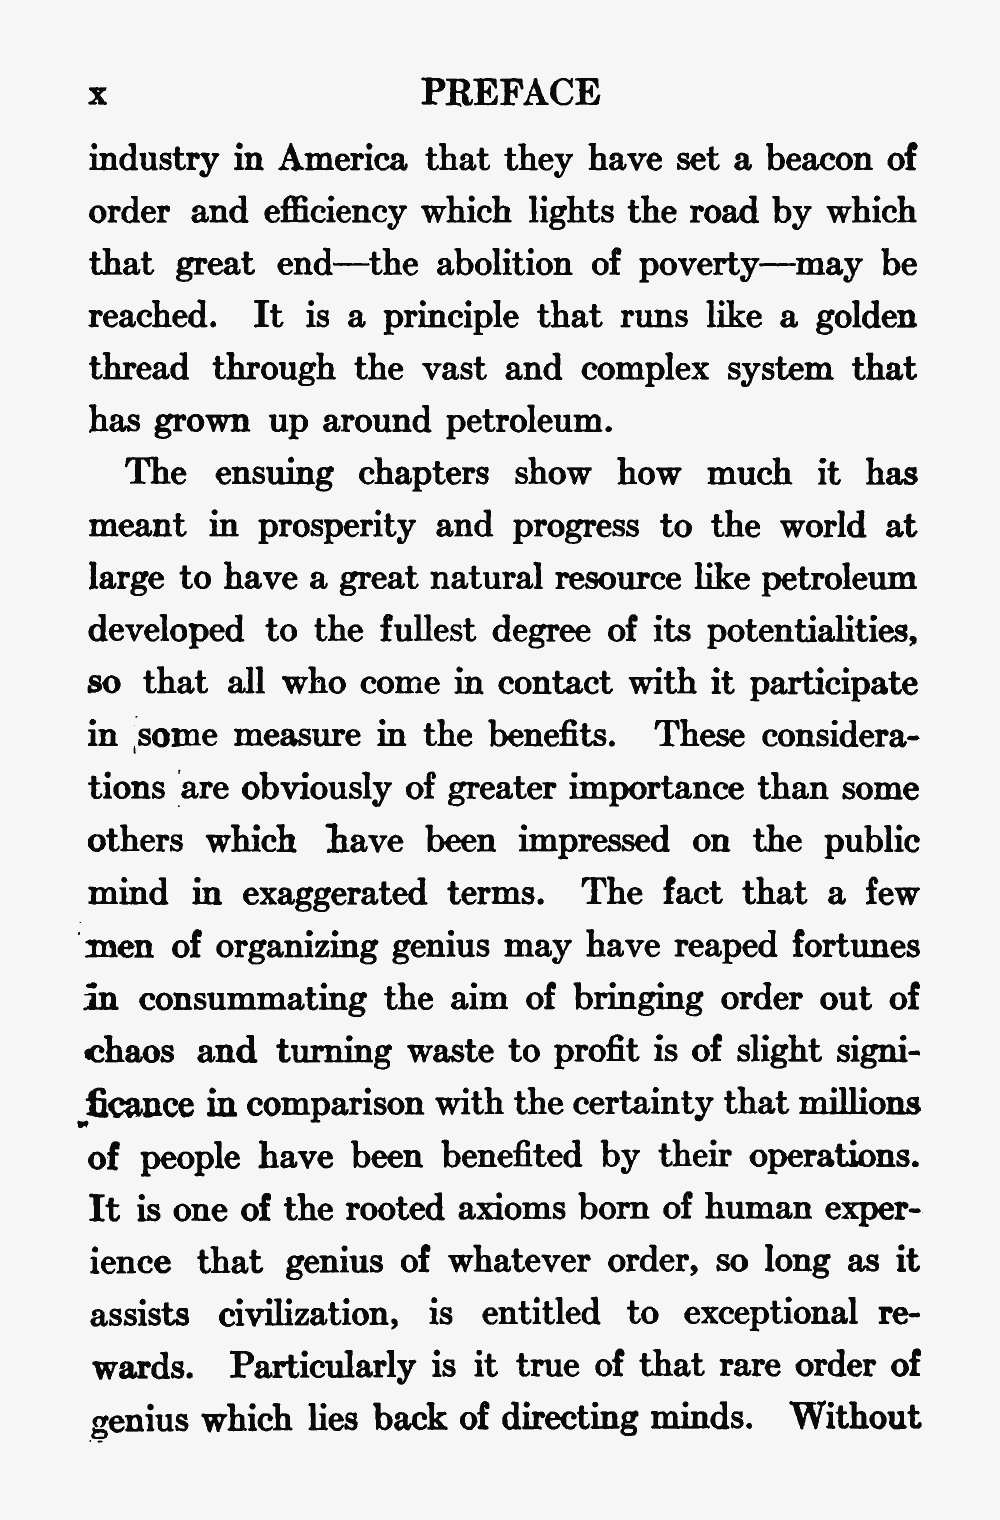 x PREFACE
industry in America that they have set a beacon of
order and efficiency which lights the road by which
that great end—the abolition of poverty—may be
reached. It is a principle that runs like a golden
thread through the vast and complex system that
has grown up around petroleum.
The ensuing chapters show how much it has
meant in prosperity and progress to the world at
large to have a great natural resource like petroleum
developed to the fullest degree of its potentialities,
so that all who come in contact with it participate
in some measure in the benefits. These considera-
tions are obviously of greater importance than some
others which have been impressed on the public
mind in exaggerated terms. The fact that a few
men of organizing genius may have reaped fortunes
in consummating the aim of bringing order out of
chaos and turning waste to profit is of slight signi-
ficance in comparison with the certainty that millions
of people have been benefited by their operations.
It is one of the rooted axioms born of human exper-
ience that genius of whatever order, so long as it
assists civilization, is entitled to exceptional re-
wards. Particularly is it true of that rare order of
genius which lies back of directing minds. Without